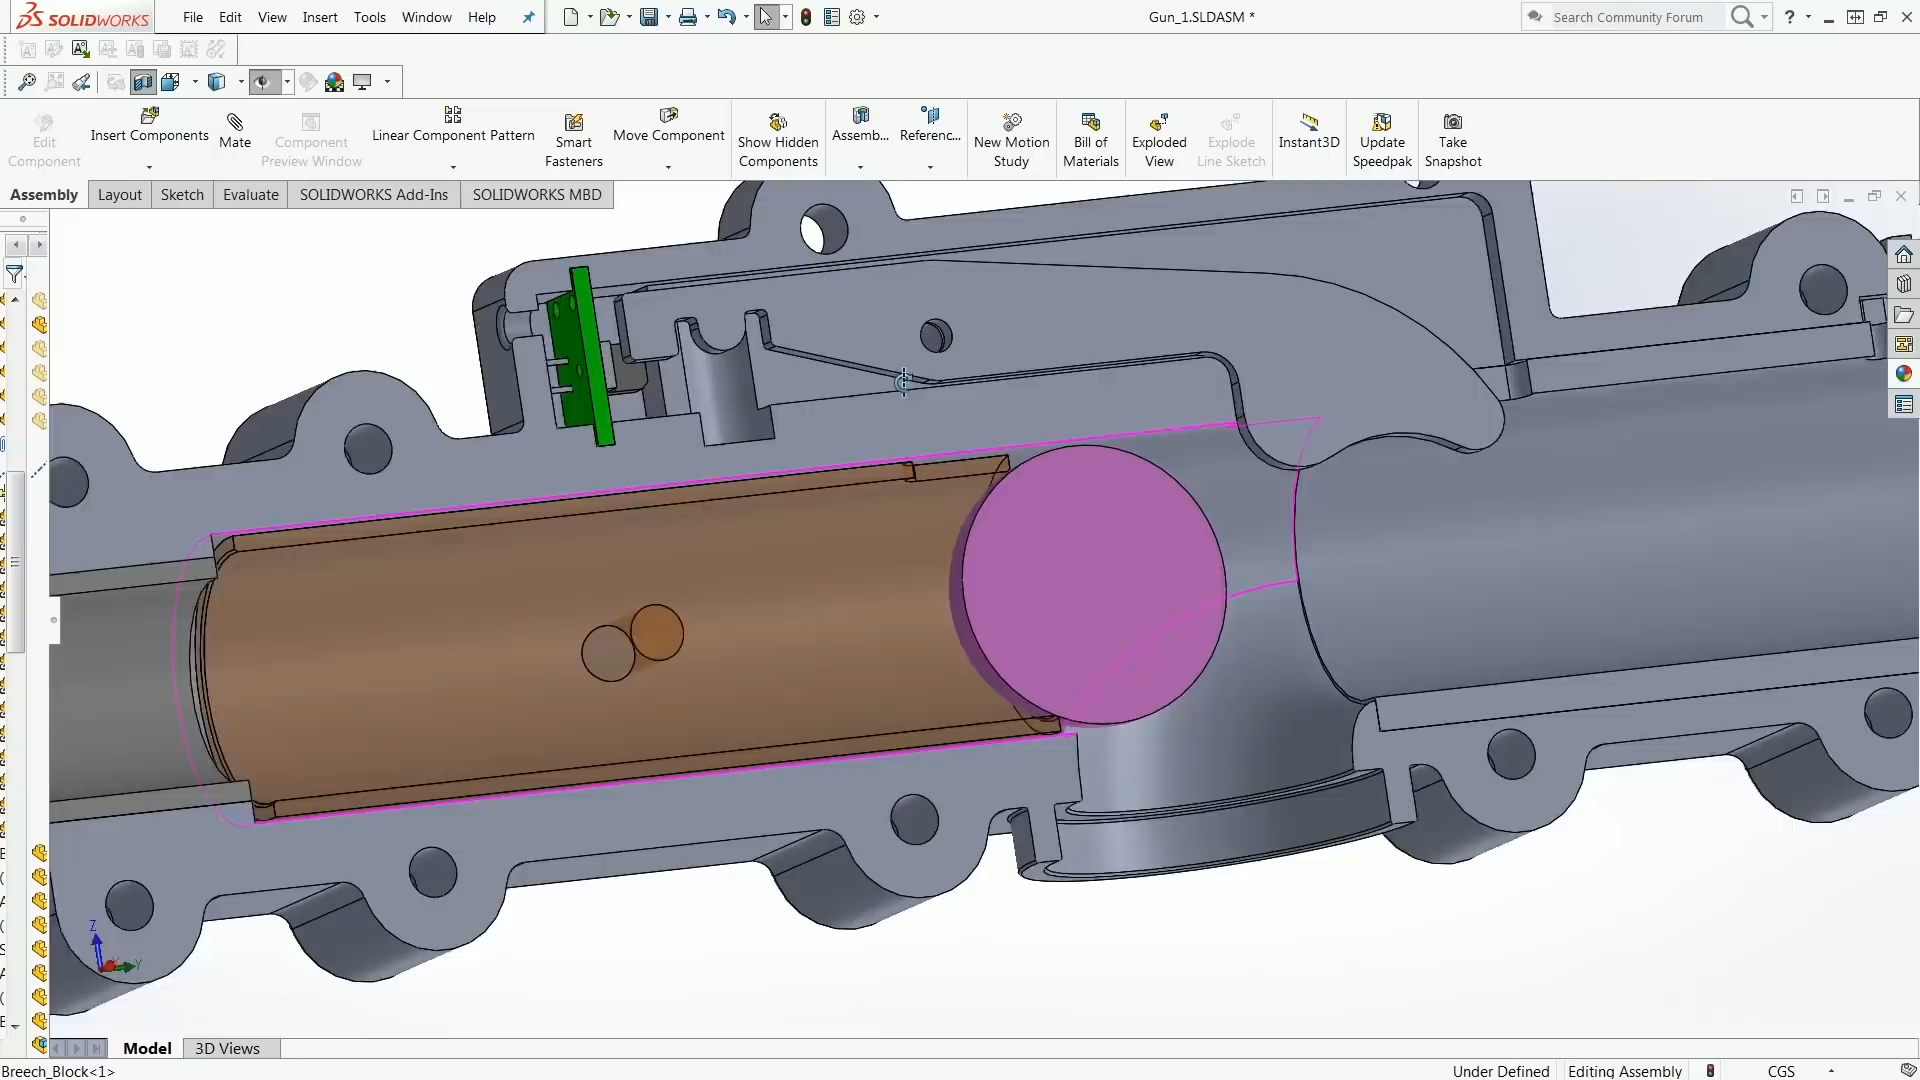 SOLIDWORKS File Edit View Insert Tools Window Help Gun_1.SLDASM * Search Community Forum ?
Edit Component
Insert Components
Mate
Component Preview Window
Linear Component Pattern
Smart Fasteners
Move Component
Show Hidden Components
Assemb...
Referenc...
New Motion Study
Bill of Materials
Exploded View
Explode Line Sketch
Instant3D
Update Speedpak
Take Snapshot
Assembly Layout Sketch Evaluate SOLIDWORKS Add-Ins SOLIDWORKS MBD
Z
Y
Model 3D Views
Breech_Block<1> Under Defined Editing Assembly CGS